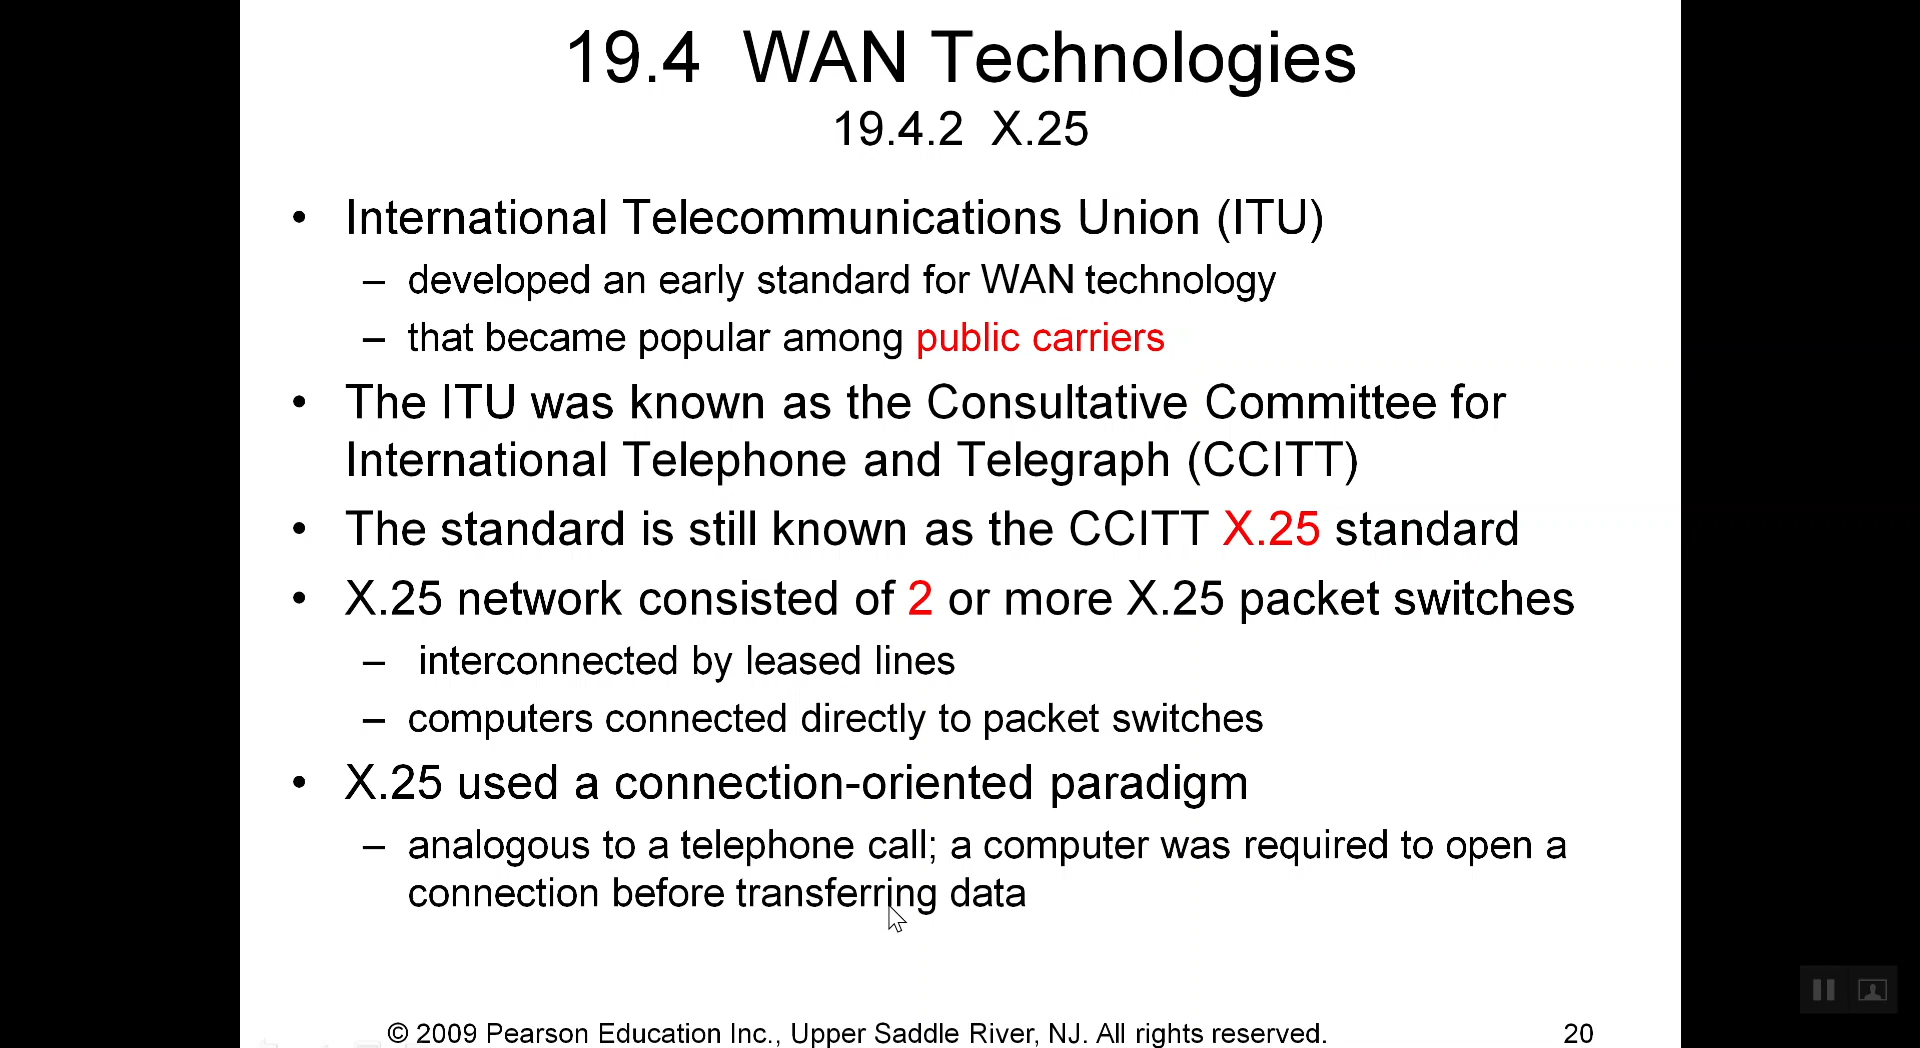 19.4 WAN Technologies
19.4.2 X.25
• International Telecommunications Union (ITU)
– developed an early standard for WAN technology
– that became popular among public carriers
• The ITU was known as the Consultative Committee for
International Telephone and Telegraph (CCITT)
• The standard is still known as the CCITT X.25 standard
• X.25 network consisted of 2 or more X.25 packet switches
– interconnected by leased lines
– computers connected directly to packet switches
• X.25 used a connection-oriented paradigm
– analogous to a telephone call; a computer was required to open a
connection before transferring data
© 2009 Pearson Education Inc., Upper Saddle River, NJ. All rights reserved. 20